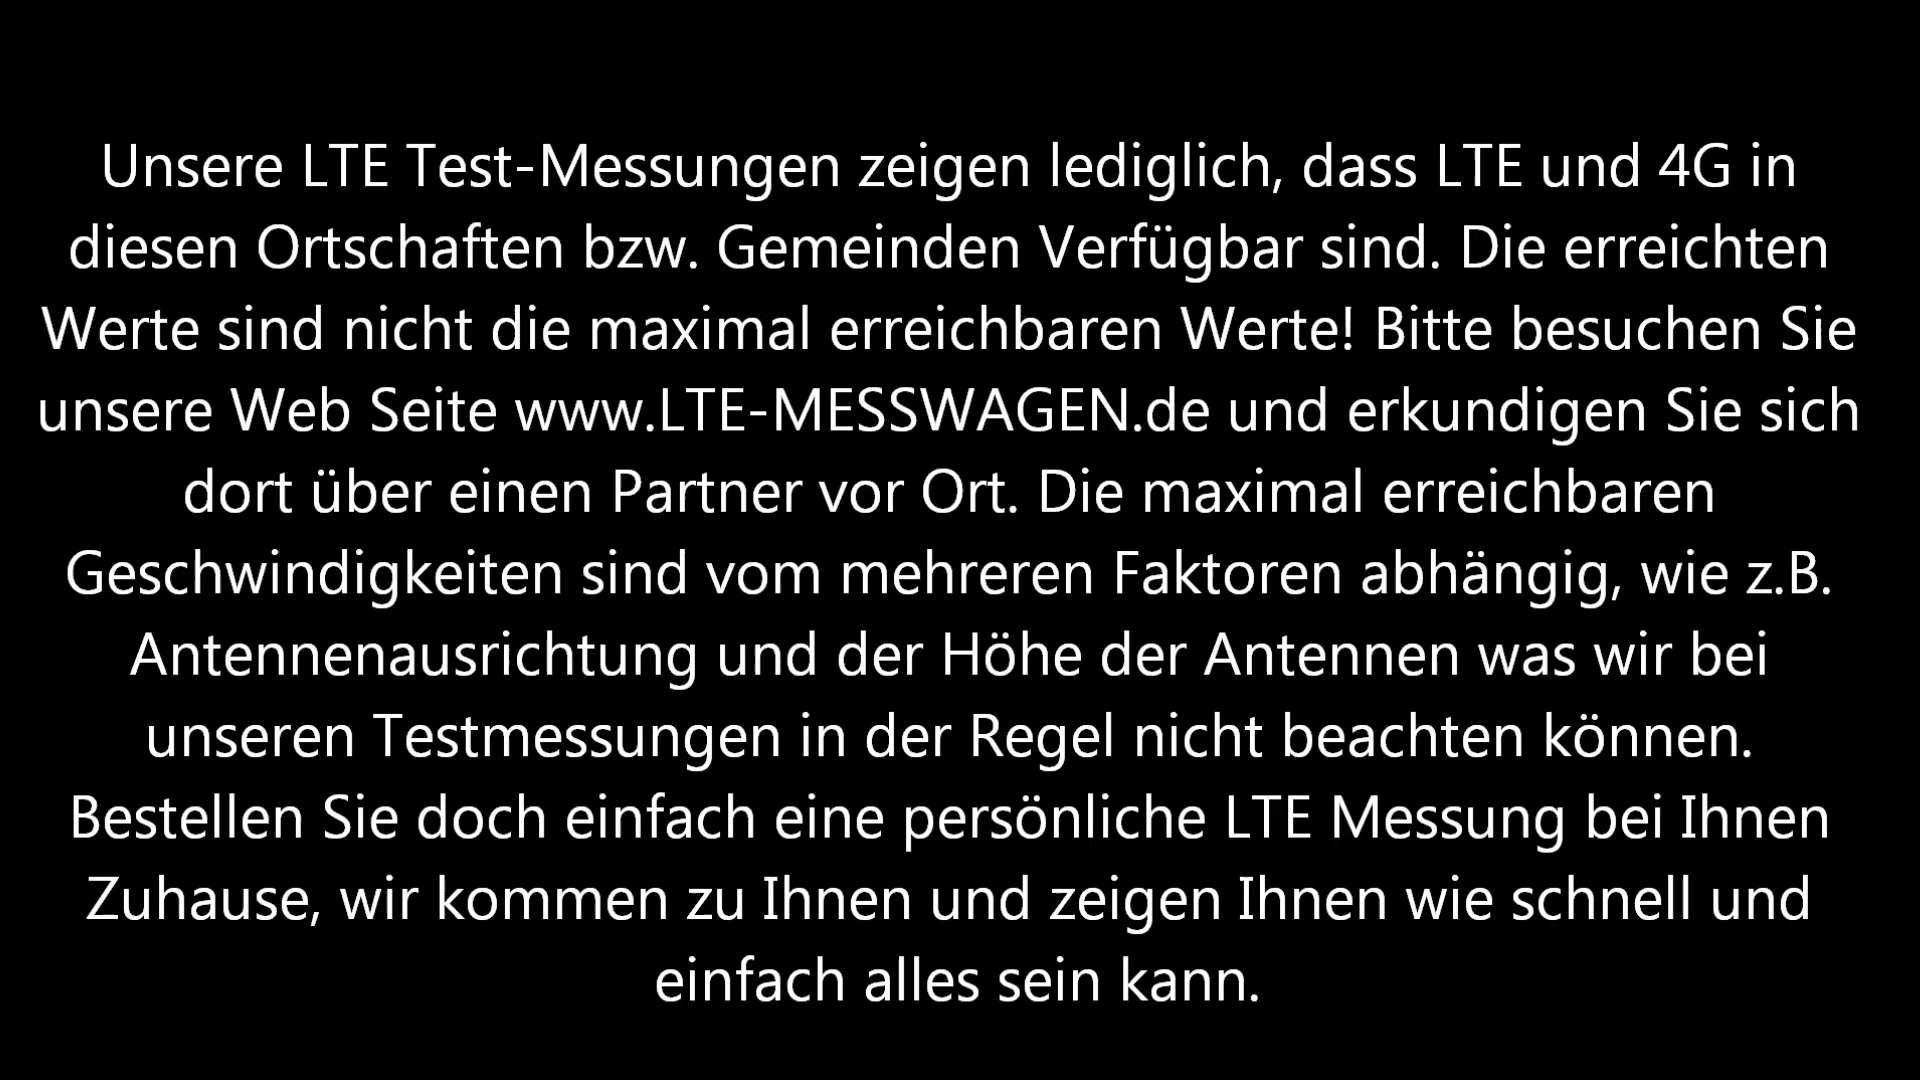 Unsere LTE Test-Messungen zeigen lediglich, dass LTE und 4G in
diesen Ortschaften bzw. Gemeinden Verfügbar sind. Die erreichten
Werte sind nicht die maximal erreichbaren Werte! Bitte besuchen Sie
unsere Web Seite www.LTE-MESSWAGEN.de und erkundigen Sie sich
dort über einen Partner vor Ort. Die maximal erreichbaren
Geschwindigkeiten sind vom mehreren Faktoren abhängig, wie z.B.
Antennenausrichtung und der Höhe der Antennen was wir bei
unseren Testmessungen in der Regel nicht beachten können.
Bestellen Sie doch einfach eine persönliche LTE Messung bei Ihnen
Zuhause, wir kommen zu Ihnen und zeigen Ihnen wie schnell und
einfach alles sein kann.